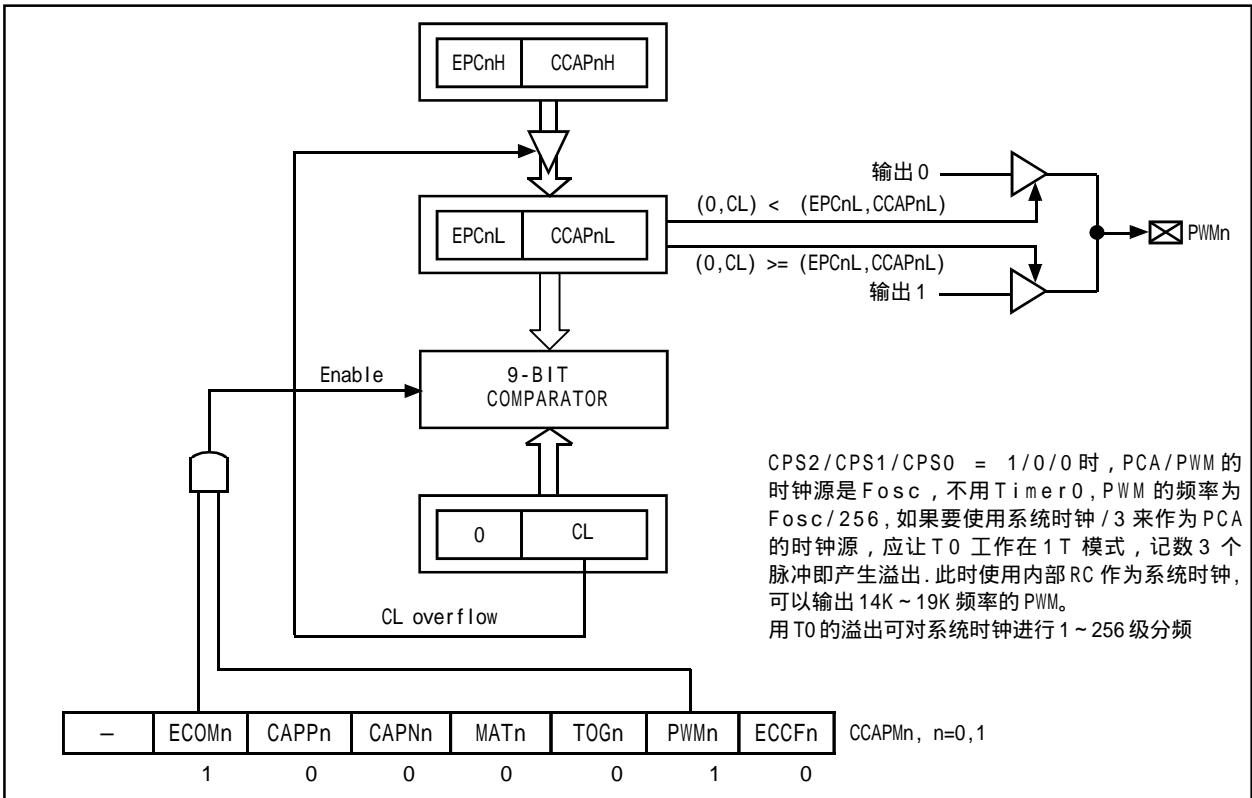 EPCnH CCAPnH
输出0
(0,CL) < (EPCnL,CCAPnL)
EPCnL CCAPnL
PWMn
(0,CL) >= (EPCnL,CCAPnL)
输出1
Enable
9-BIT
COMPARATOR
0 CL
CL overflow
CPS2/CPS1/CPS0 = 1/0/0时，PCA/PWM的
时钟源是Fosc，不用Timer0,PWM的频率为
Fosc/256,如果要使用系统时钟/3来作为PCA
的时钟源，应让T0工作在1T模式，记数3个
脉冲即产生溢出.此时使用内部RC作为系统时钟,
可以输出14K~19K频率的PWM。
用T0的溢出可对系统时钟进行1~256级分频
— ECOMn CAPPn CAPNn MATn TOGn PWMn ECCFn CCAPMn, n=0,1
1 0 0 0 0 1 0